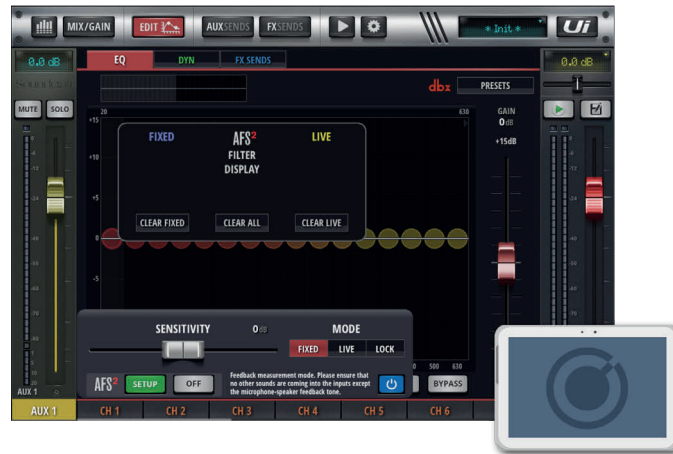 MIX/GAIN
EDIT
AUXSENDS
FXSENDS
* Init *
Ui
0.0 dB
EQ
DYN
FX SENDS
0.0 dB
dbx
PRESETS
MUTE
SOLO
20
630
GAIN
0dB
+15
+15dB
FIXED
AFS²
LIVE
FILTER
DISPLAY
+10
+5
CLEAR FIXED
CLEAR ALL
CLEAR LIVE
0
-5
SENSITIVITY
0dB
MODE
FIXED
LIVE
LOCK
500
630
AFS²
SETUP
OFF
Feedback measurement mode. Please ensure that
no other sounds are coming into the inputs except
the microphone-speaker feedback tone.
BYPASS
AUX 1
AUX 1
CH 1
CH 2
CH 3
CH 4
CH 5
CH 6